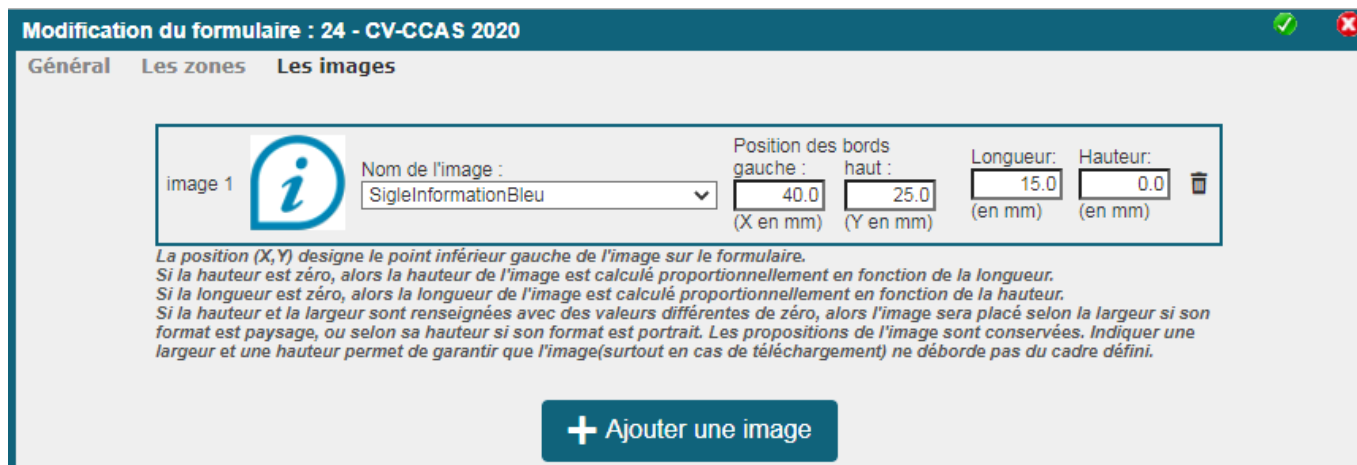 Modification du formulaire : 24 - CV-CCAS 2020
Général Les zones Les images
image 1
i
Nom de l'image :
SigleInformationBleu
Position des bords
gauche : haut :
40.0 25.0
(X en mm) (Y en mm)
Longueur: Hauteur:
15.0 0.0
(en mm) (en mm)
La position (X,Y) designe le point inférieur gauche de l'image sur le formulaire.
Si la hauteur est zéro, alors la hauteur de l'image est calculé proportionnellement en fonction de la longueur.
Si la longueur est zéro, alors la longueur de l'image est calculé proportionnellement en fonction de la hauteur.
Si la hauteur et la largeur sont renseignées avec des valeurs différentes de zéro, alors l'image sera placé selon la largeur si son
format est paysage, ou selon sa hauteur si son format est portrait. Les propositions de l'image sont conservées. Indiquer une
largeur et une hauteur permet de garantir que l'image(surtout en cas de téléchargement) ne déborde pas du cadre défini.
+ Ajouter une image